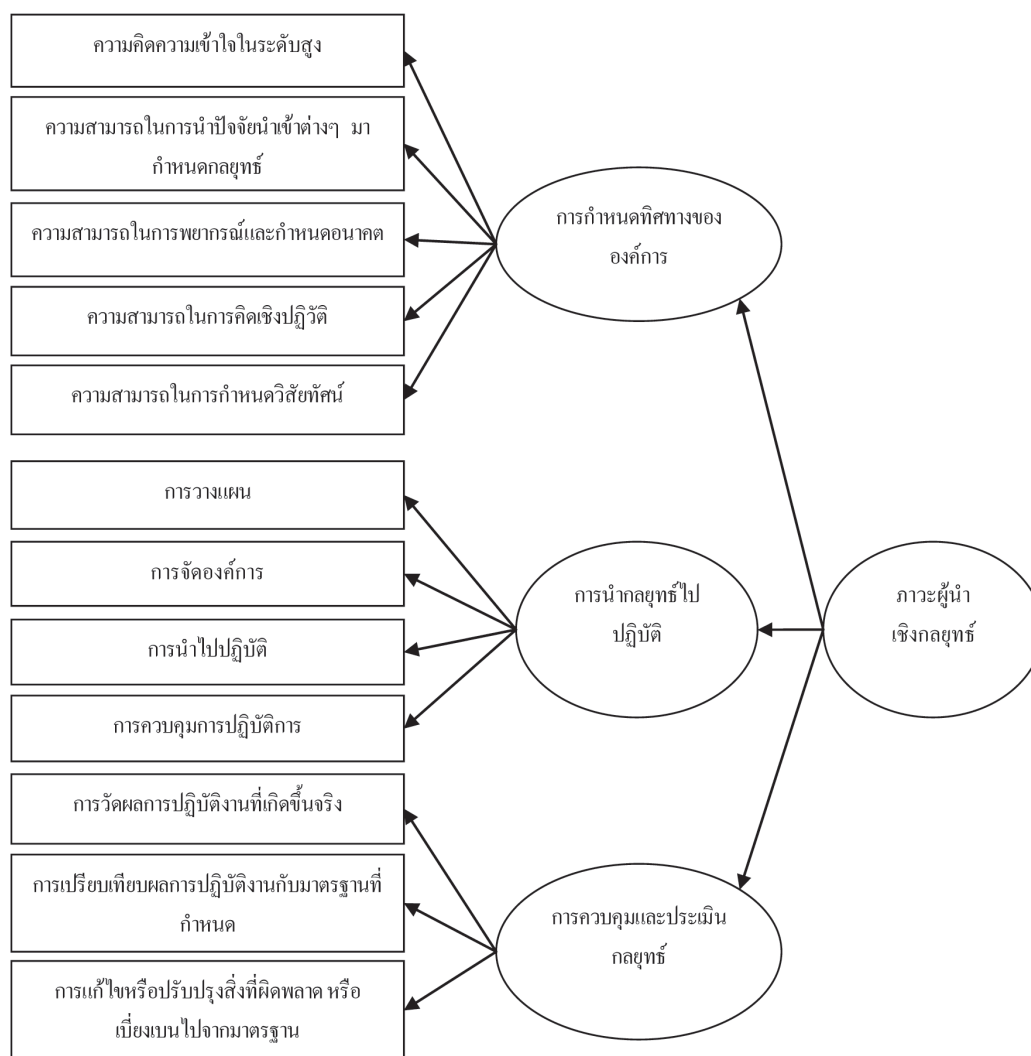 ความคิดความเข้าใจในระดับสูง
ความสามารถในการนำปัจจัยนำเข้าต่างๆ มา
กำหนดกลยุทธ์
ความสามารถในการพยากรณ์และกำหนดอนาคต
ความสามารถในการคิดเชิงปฏิวัติ
ความสามารถในการกำหนดวิสัยทัศน์
การกำหนดทิศทางของ
องค์การ
การวางแผน
การจัดองค์การ
การนำไปปฏิบัติ
การควบคุมการปฏิบัติการ
การนำกลยุทธ์ไป
ปฏิบัติ
ภาวะผู้นำ
เชิงกลยุทธ์
การวัดผลการปฏิบัติงานที่เกิดขึ้นจริง
การเปรียบเทียบผลการปฏิบัติงานกับมาตรฐานที่
กำหนด
การแก้ไขหรือปรับปรุงสิ่งที่ผิดพลาด หรือ
เบี่ยงเบนไปจากมาตรฐาน
การควบคุมและประเมิน
กลยุทธ์